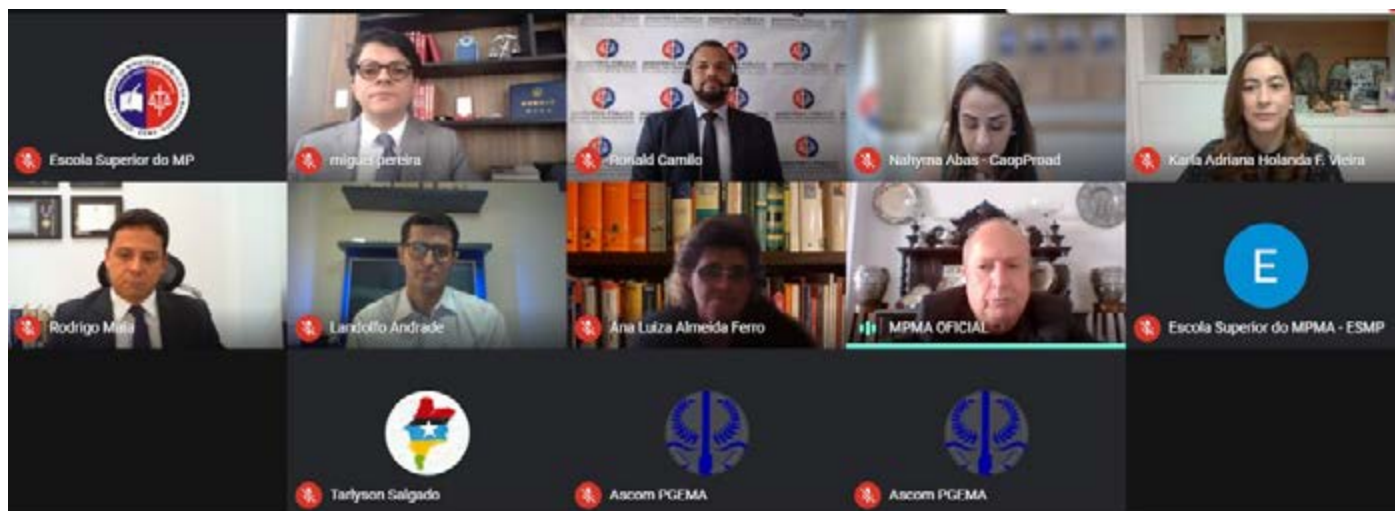 Escola Superior do MP
miguel pereira
Ronald Camilo
Nahyma Abas - CaopProad
Karla Adriana Holanda F. Vieira
Rodrigo Maia
Landolfo Andrade
Ana Luiza Almeida Ferro
MPMA OFICIAL
E
Escola Superior do MPMA - ESMP
Tarlyson Salgado
Ascom PGEMA
Ascom PGEMA